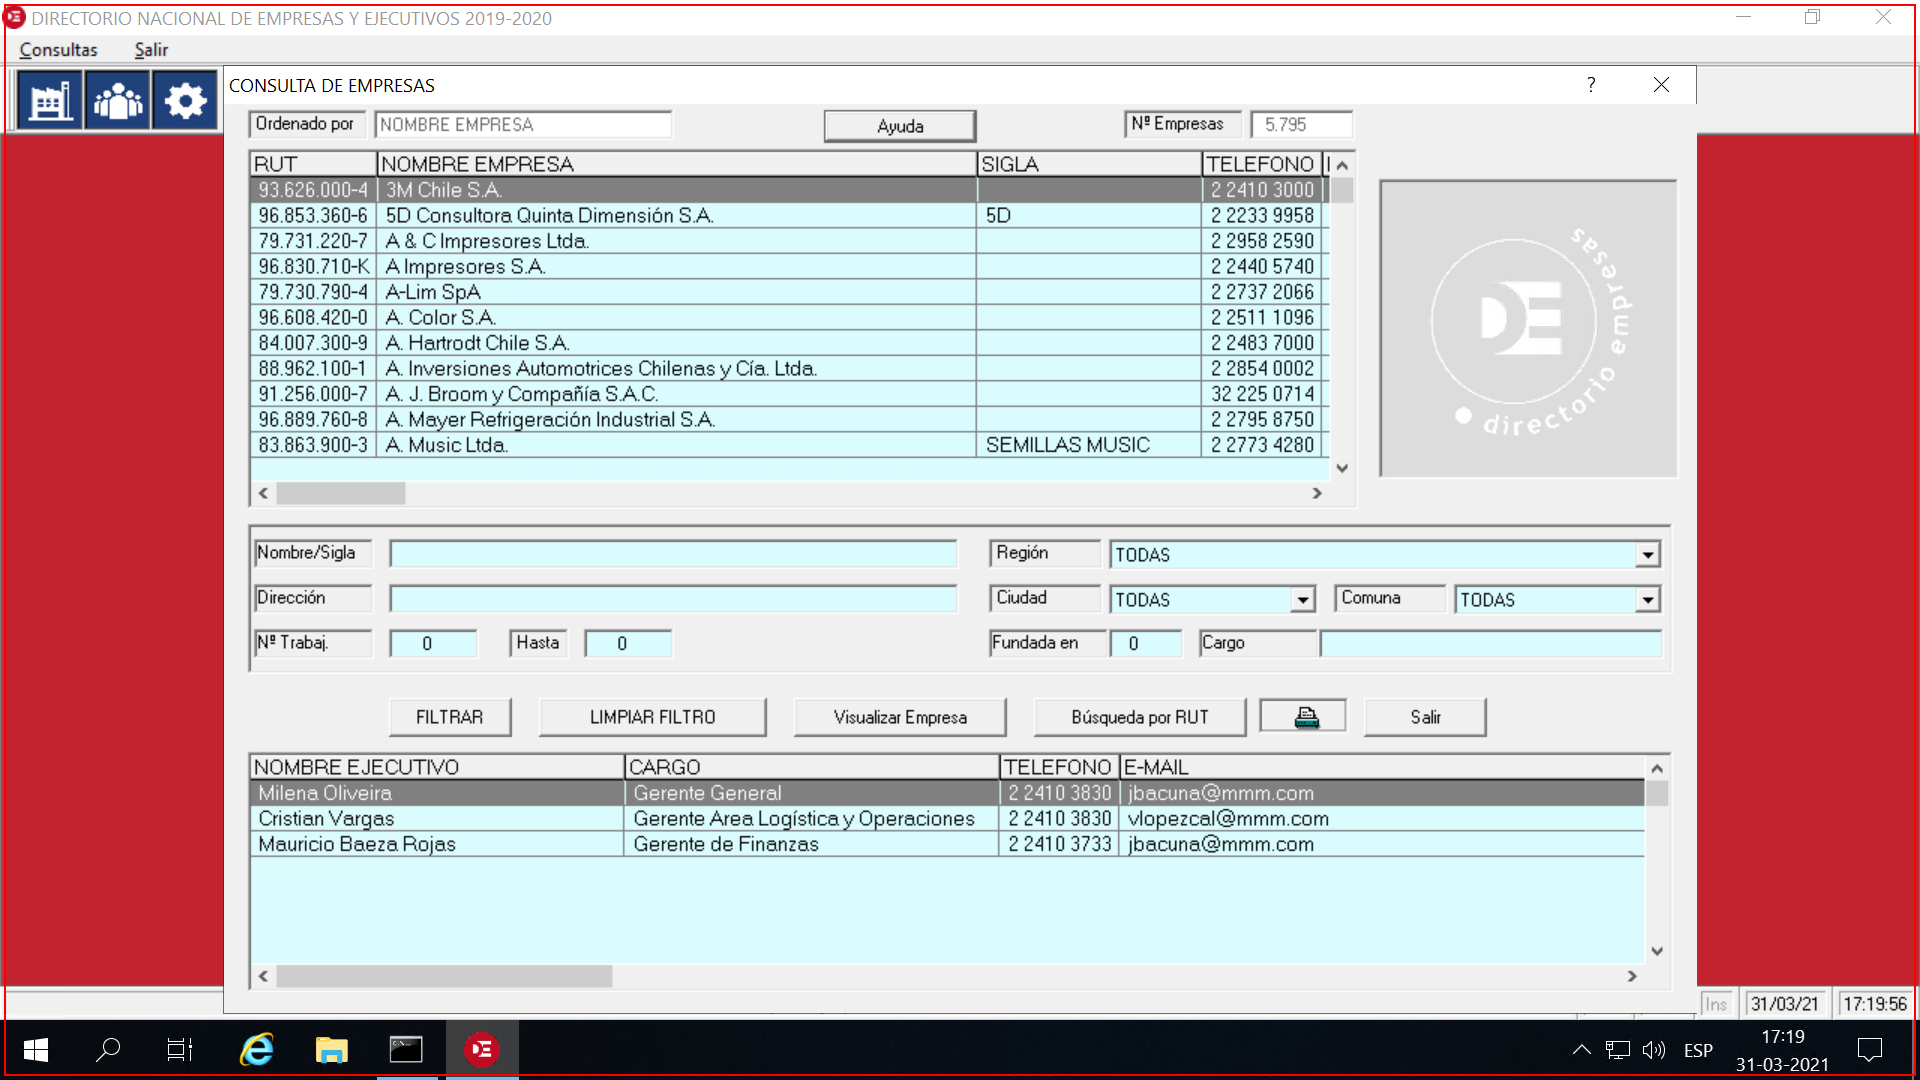 DIRECTORIO NACIONAL DE EMPRESAS Y EJECUTIVOS 2019-2020
Consultas Salir
CONSULTA DE EMPRESAS ?
Ordenado por NOMBRE EMPRESA Ayuda Nº Empresas 5.795
RUT NOMBRE EMPRESA SIGLA TELEFONO
93.626.000-4 3M Chile S.A. 2 2410 3000
96.853.360-6 5D Consultora Quinta Dimensión S.A. 5D 2 2233 9958
79.731.220-7 A & C Impresores Ltda. 2 2958 2590
96.830.710-K A Impresores S.A. 2 2440 5740
79.730.790-4 A-Lim SpA 2 2737 2066
96.608.420-0 A. Color S.A. 2 2511 1096
84.007.300-9 A. Hartrodt Chile S.A. 2 2483 7000
88.962.100-1 A. Inversiones Automotrices Chilenas y Cía. Ltda. 2 2854 0002
91.256.000-7 A. J. Broom y Compañía S.A.C. 32 225 0714
96.889.760-8 A. Mayer Refrigeración Industrial S.A. 2 2795 8750
83.863.900-3 A. Music Ltda. SEMILLAS MUSIC 2 2773 4280
DE
directorio empresas
Nombre/Sigla Región TODAS
Dirección Ciudad TODAS Comuna TODAS
Nº Trabaj. 0 Hasta 0 Fundada en 0 Cargo
FILTRAR LIMPIAR FILTRO Visualizar Empresa Búsqueda por RUT Salir
NOMBRE EJECUTIVO CARGO TELEFONO E-MAIL
Milena Oliveira Gerente General 2 2410 3830 jbacuna@mmm.com
Cristian Vargas Gerente Area Logística y Operaciones 2 2410 3830 vlopezcal@mmm.com
Mauricio Baeza Rojas Gerente de Finanzas 2 2410 3733 jbacuna@mmm.com
Ins 31/03/21 17:19:56
DE ESP 17:19
31-03-2021